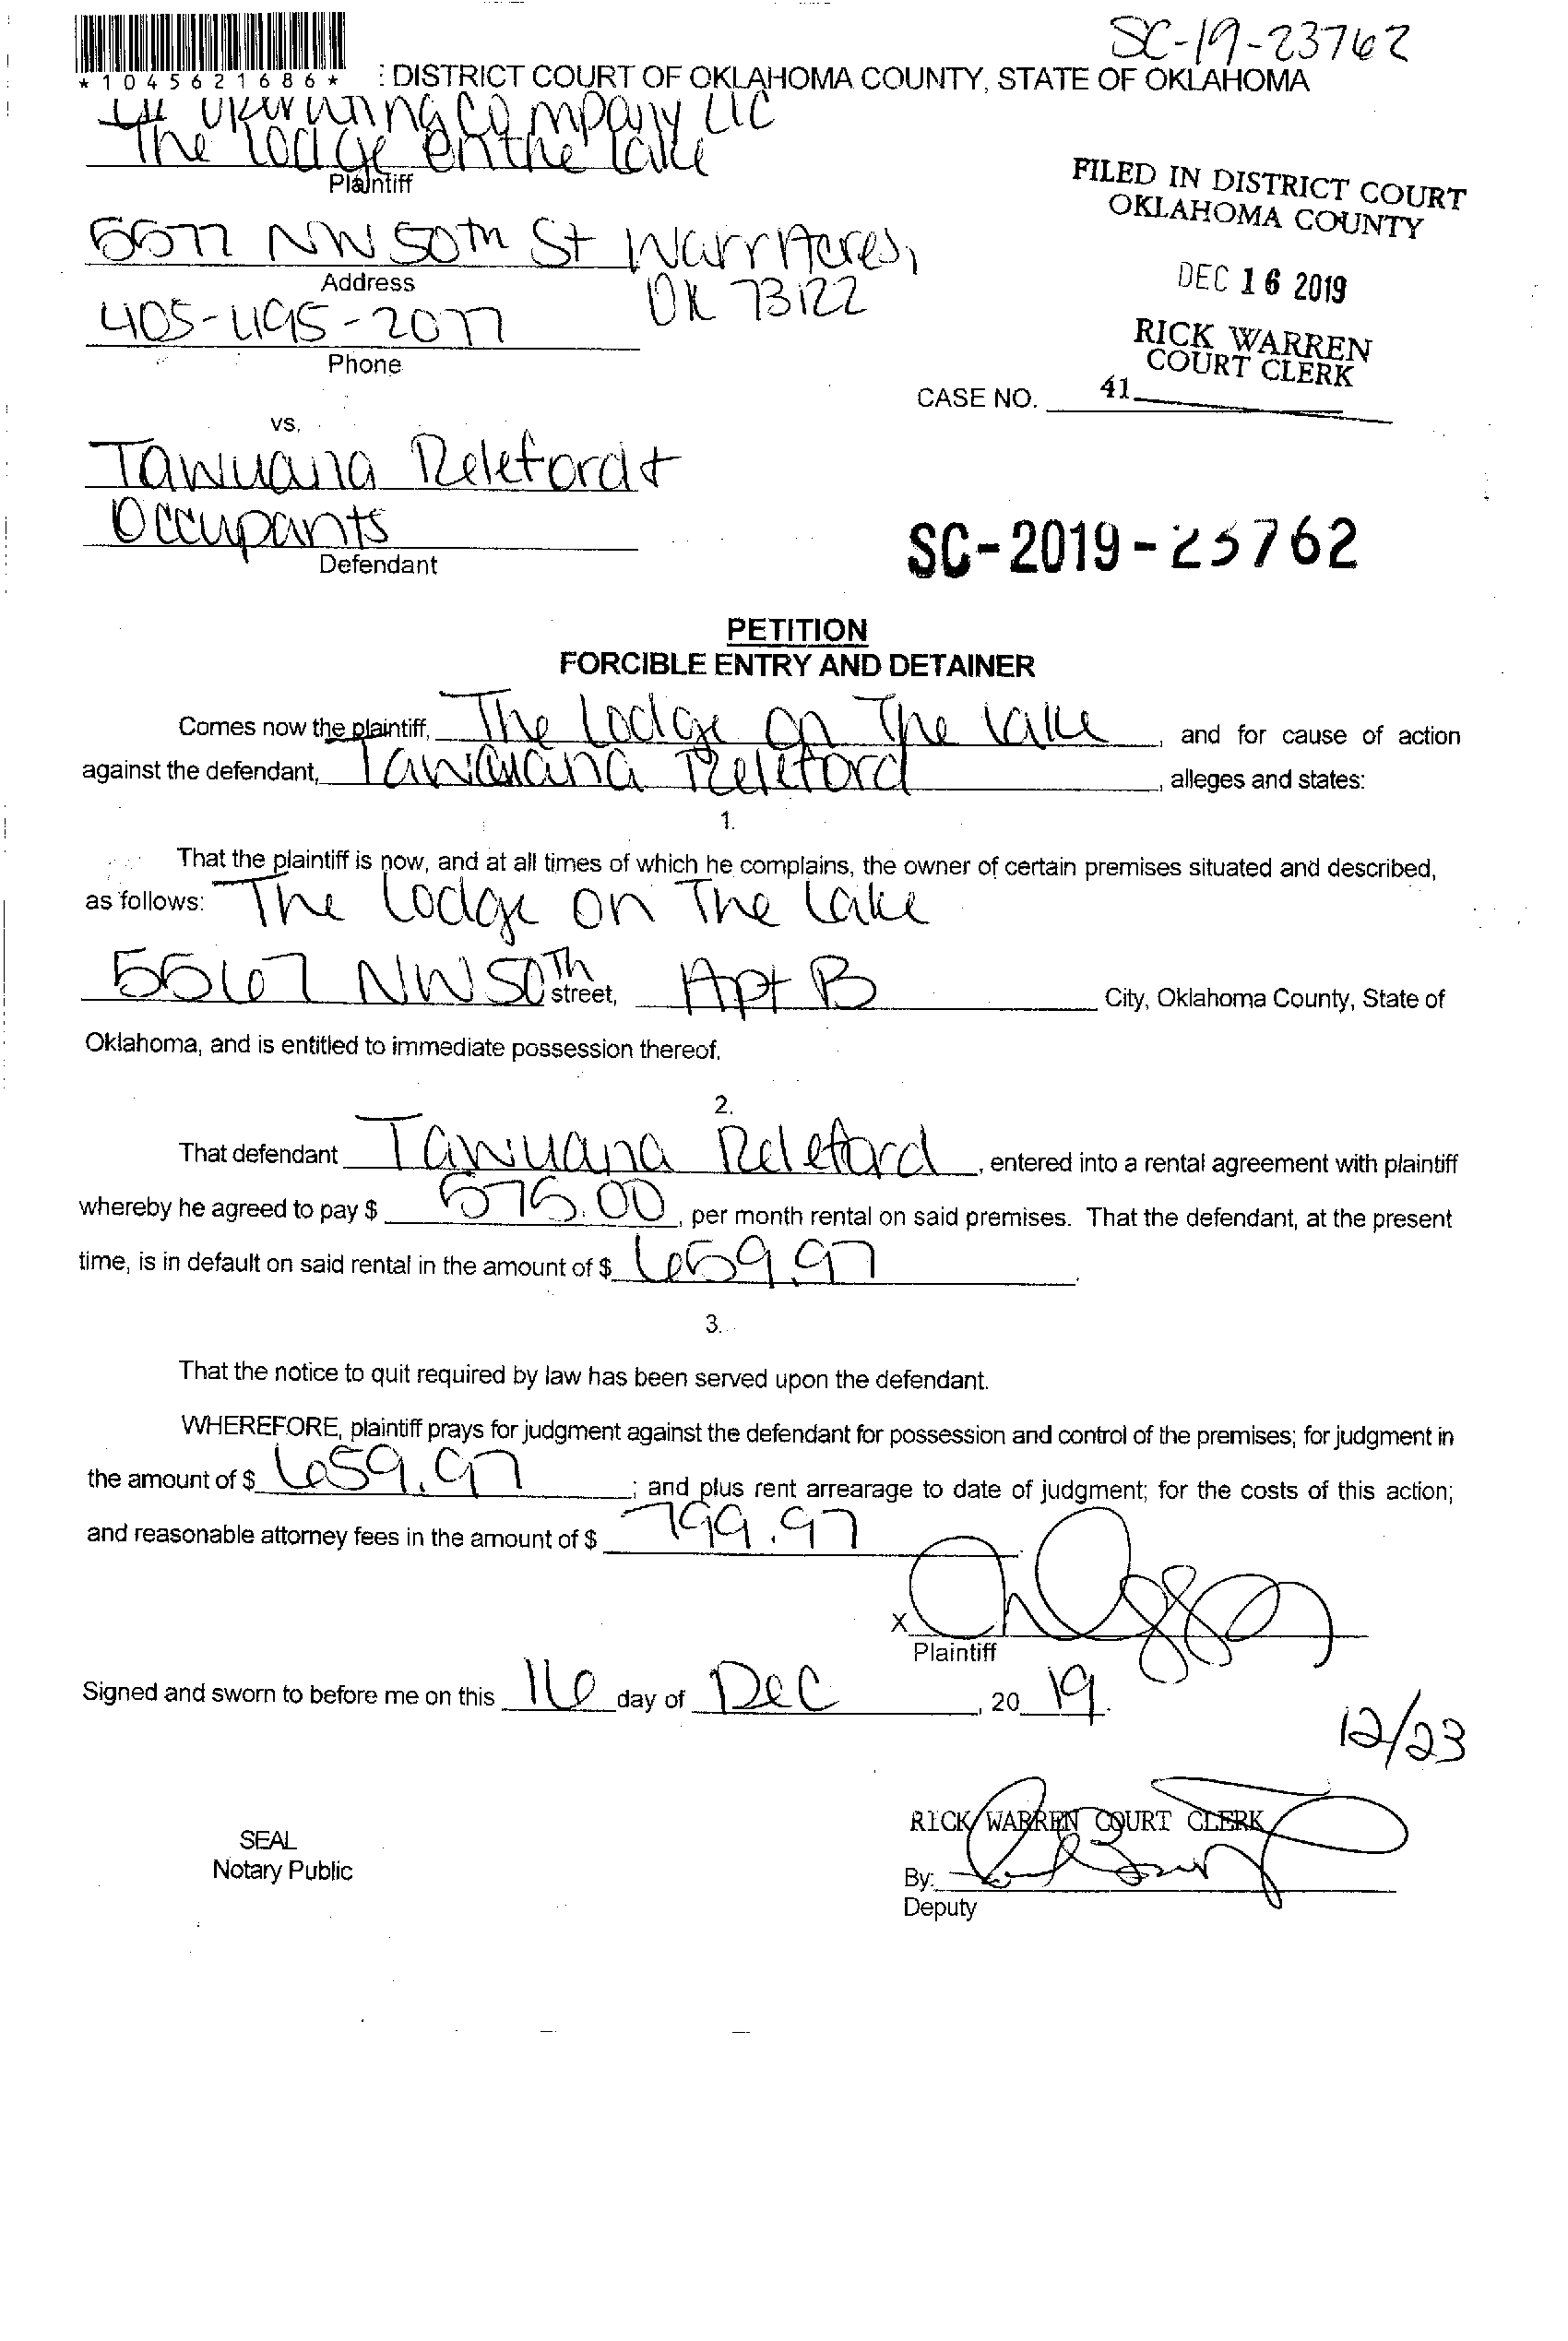 SC-19-23762
*1045621686* : DISTRICT COURT OF OKLAHOMA COUNTY, STATE OF OKLAHOMA
Company LLC
The Lodge on the Lake
Plaintiff
FILED IN DISTRICT COURT
OKLAHOMA COUNTY
5577 NW 50th St Warr Acres,
Address
OK 73122
DEC 16 2019
405-495-2077
Phone
RICK WARREN
COURT CLERK
CASE NO. 41
vs.
Tawuana Releford +
Occupants
Defendant
SC-2019-23762
PETITION
FORCIBLE ENTRY AND DETAINER
Comes now the plaintiff, The Lodge on The Lake, and for cause of action
against the defendant, Tawuana Releford, alleges and states:
1.
That the plaintiff is now, and at all times of which he complains, the owner of certain premises situated and described,
as follows: The Lodge on The Lake
5567 NW 50Th street, Apt B City, Oklahoma County, State of
Oklahoma, and is entitled to immediate possession thereof.
2.
That defendant Tawuana Releford, entered into a rental agreement with plaintiff
whereby he agreed to pay $ 575.00, per month rental on said premises. That the defendant, at the present
time, is in default on said rental in the amount of $ 659.97.
3.
That the notice to quit required by law has been served upon the defendant.
WHEREFORE, plaintiff prays for judgment against the defendant for possession and control of the premises; for judgment in
the amount of $ 659.97; and plus rent arrearage to date of judgment; for the costs of this action;
and reasonable attorney fees in the amount of $ 799.97.
X
Plaintiff
Signed and sworn to before me on this 16 day of Dec, 20 19.
12/23
RICK WARREN COURT CLERK
SEAL
Notary Public
By:
Deputy